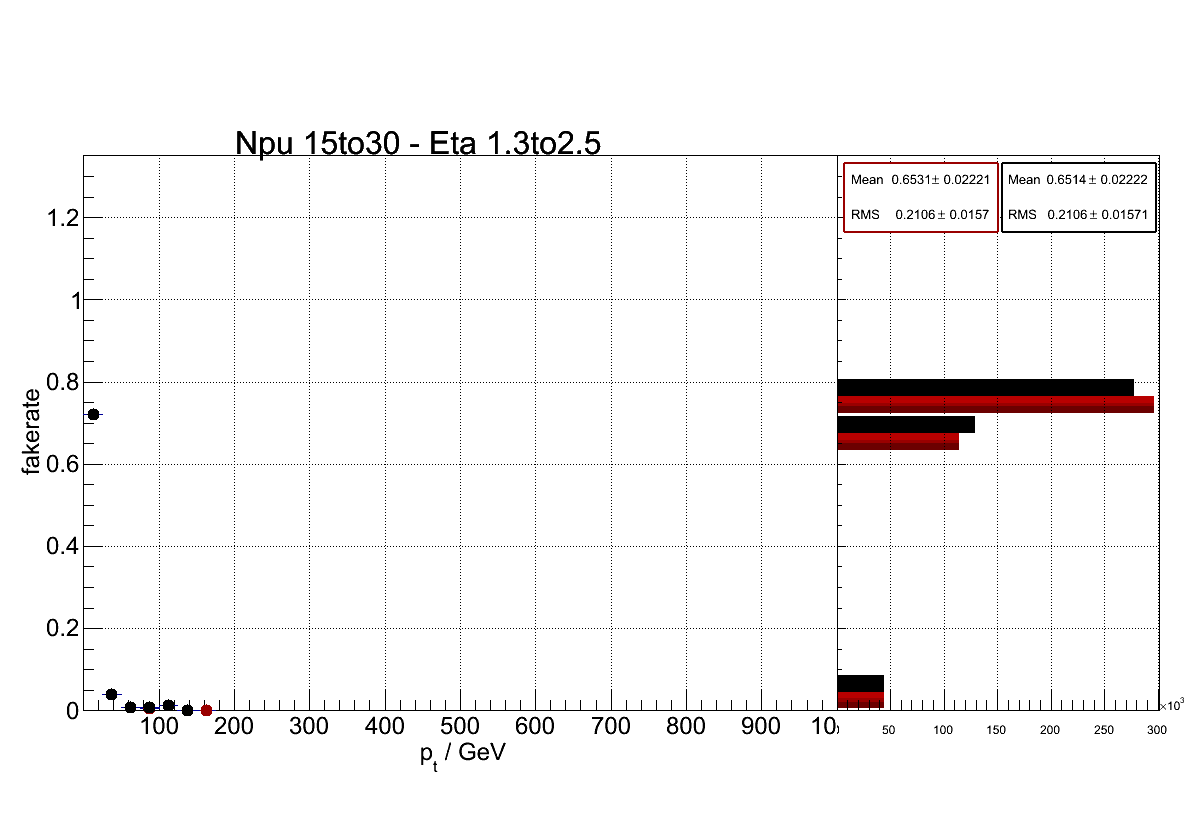 Npu 15to30 - Eta 1.3to2.5
Mean 0.6531± 0.02221
RMS 0.2106± 0.0157
Mean 0.6514± 0.02222
RMS 0.2106± 0.01571
fakerate
1.2
1
0.8
0.6
0.4
0.2
0
100 200 300 400 500 600 700 800 900 10
50 100 150 200 250 300
×10³
pt / GeV